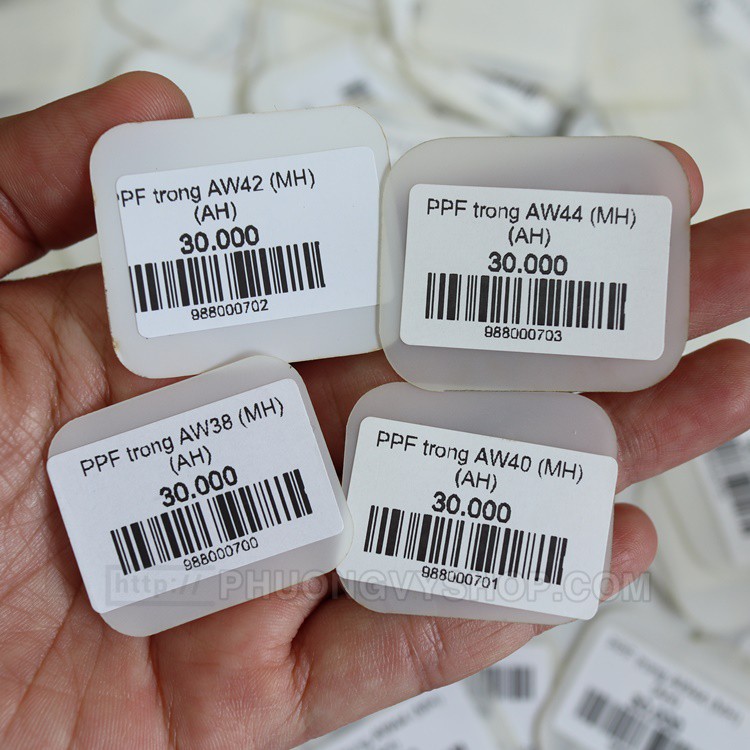 PPF trong AW42 (MH)
(AH)
30.000
988000702
PPF trong AW44 (MH)
(AH)
30.000
988000703
PPF trong AW38 (MH)
(AH)
30.000
988000700
PPF trong AW40 (MH)
(AH)
30.000
988000701
http:// PHUONGVYSHOP.COM